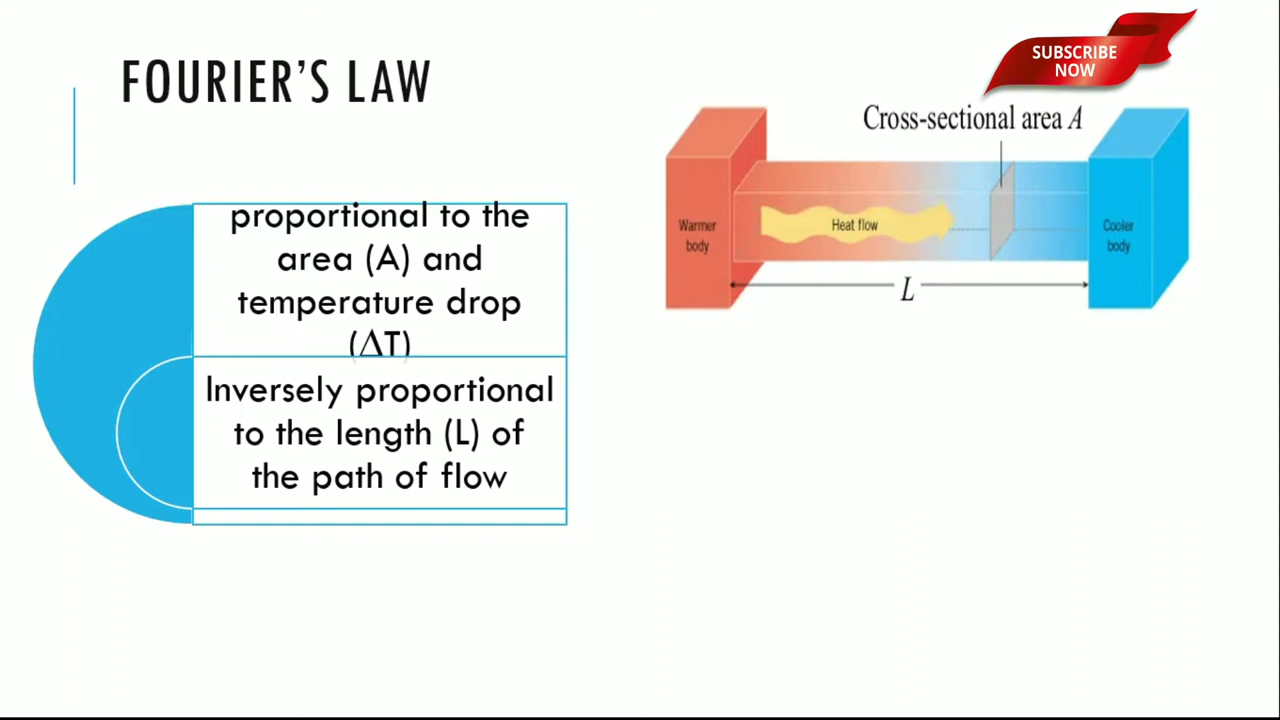 FOURIER'S LAW
SUBSCRIBE
NOW
Cross-sectional area A
proportional to the
area (A) and
temperature drop
(∆T)
Inversely proportional
to the length (L) of
the path of flow
Warmer
body
Heat flow
Cooler
body
L